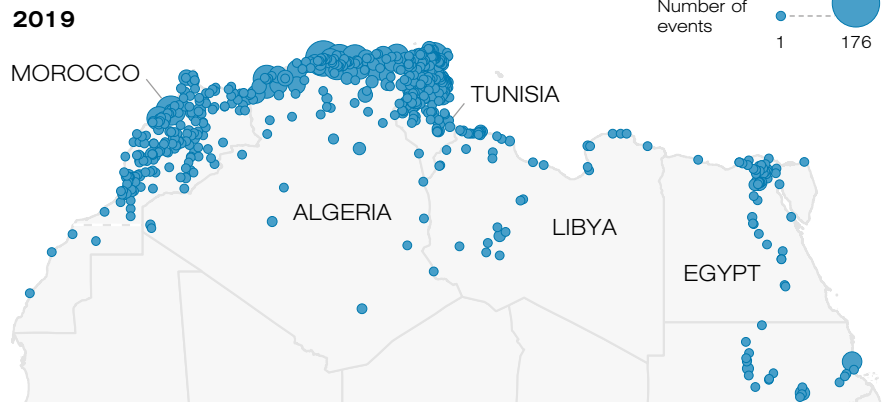 2019
Number of
events
1
176
MOROCCO
TUNISIA
ALGERIA
LIBYA
EGYPT